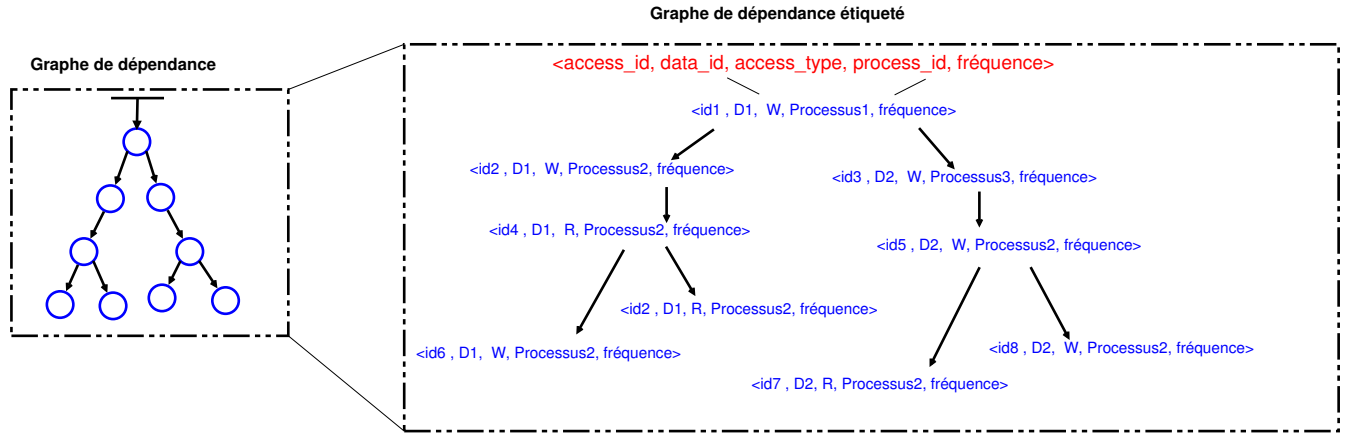 Graphe de dépendance étiqueté
Graphe de dépendance
<access_id, data_id, access_type, process_id, fréquence>
<id1 , D1, W, Processus1, fréquence>
<id2 , D1, W, Processus2, fréquence>
<id3 , D2, W, Processus3, fréquence>
<id4 , D1, R, Processus2, fréquence>
<id5 , D2, W, Processus2, fréquence>
<id2 , D1, R, Processus2, fréquence>
<id6 , D1, W, Processus2, fréquence>
<id8 , D2, W, Processus2, fréquence>
<id7 , D2, R, Processus2, fréquence>